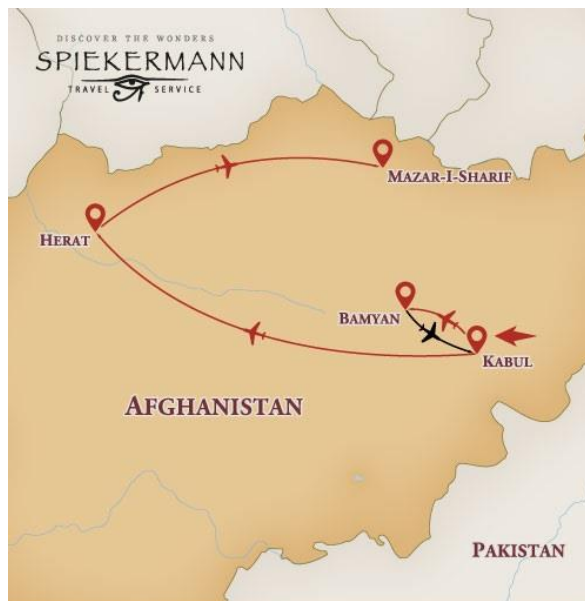 DISCOVER THE WONDERS
SPIEKERMANN
TRAVEL SERVICE
MAZAR-I-SHARIF
HERAT
BAMYAN
KABUL
AFGHANISTAN
PAKISTAN